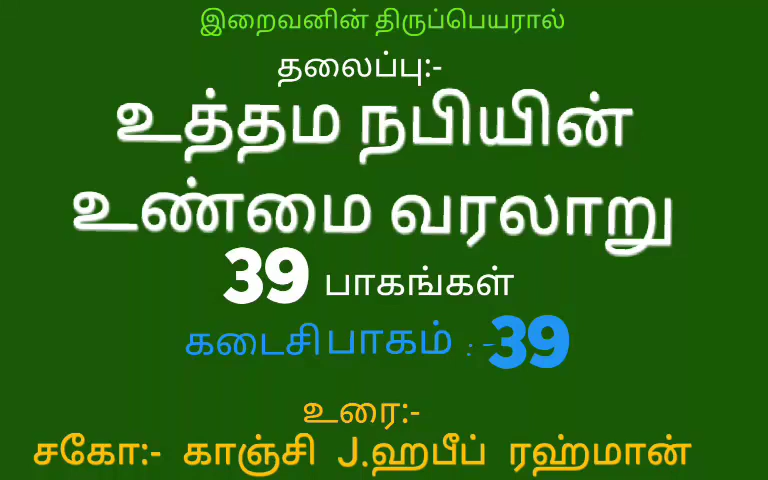 இறைவனின் திருப்பெயரால்
தலைப்பு:-
உத்தம நபியின்
உண்மை வரலாறு
39 பாகங்கள்
கடைசி பாகம் :-39
உரை:-
சகோ:- காஞ்சி J.ஹபீப் ரஹ்மான்